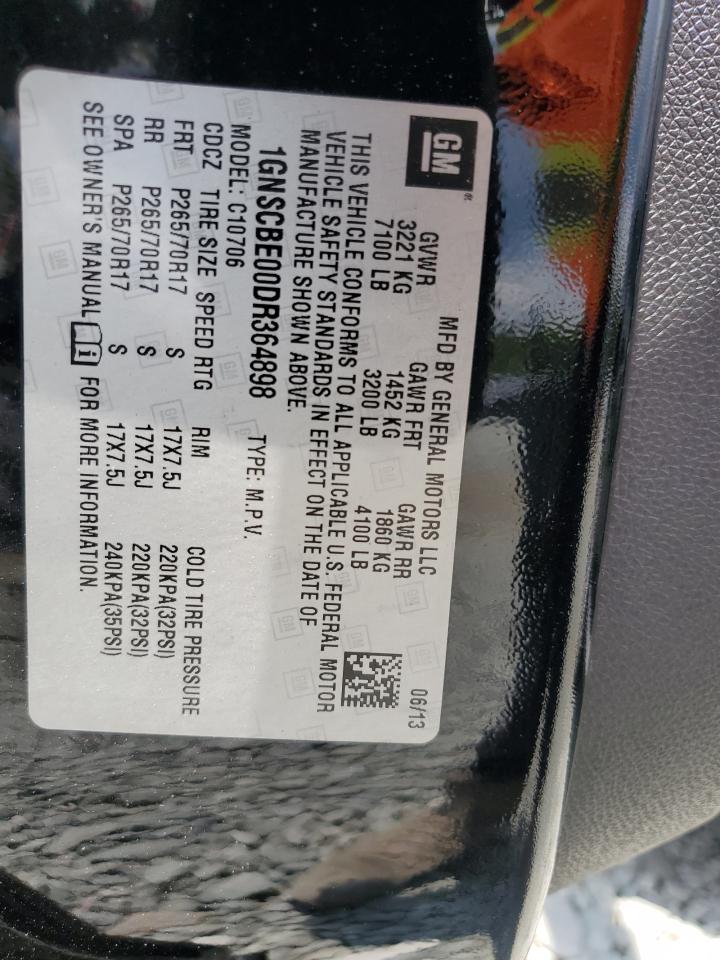 GM
MFD BY GENERAL MOTORS LLC 06/13
GVWR GAWR FRT GAWR RR
3221 KG 1452 KG 1860 KG
7100 LB 3200 LB 4100 LB
THIS VEHICLE CONFORMS TO ALL APPLICABLE U.S. FEDERAL MOTOR
VEHICLE SAFETY STANDARDS IN EFFECT ON THE DATE OF
MANUFACTURE SHOWN ABOVE.
1GNSCBE00DR364898 TYPE: M.P.V.
MODEL: C10706
CDCZ TIRE SIZE SPEED RTG RIM COLD TIRE PRESSURE
FRT P265/70R17 S 17X7.5J 220KPA(32PSI)
RR P265/70R17 S 17X7.5J 220KPA(32PSI)
SPA P265/70R17 S 17X7.5J 240KPA(35PSI)
SEE OWNER'S MANUAL FOR MORE INFORMATION.